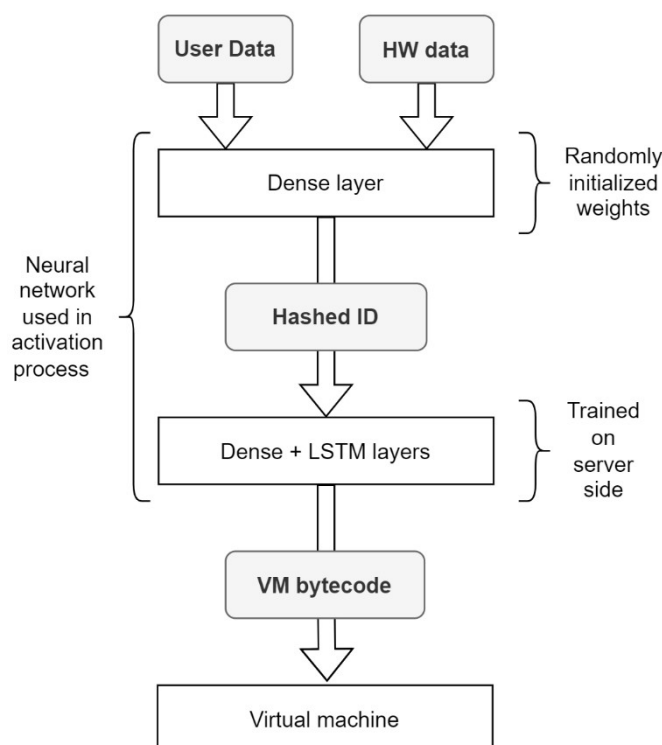 User Data
HW data
Dense layer
Randomly
initialized
weights
Neural
network
used in
activation
process
Hashed ID
Dense + LSTM layers
Trained
on
server
side
VM bytecode
Virtual machine